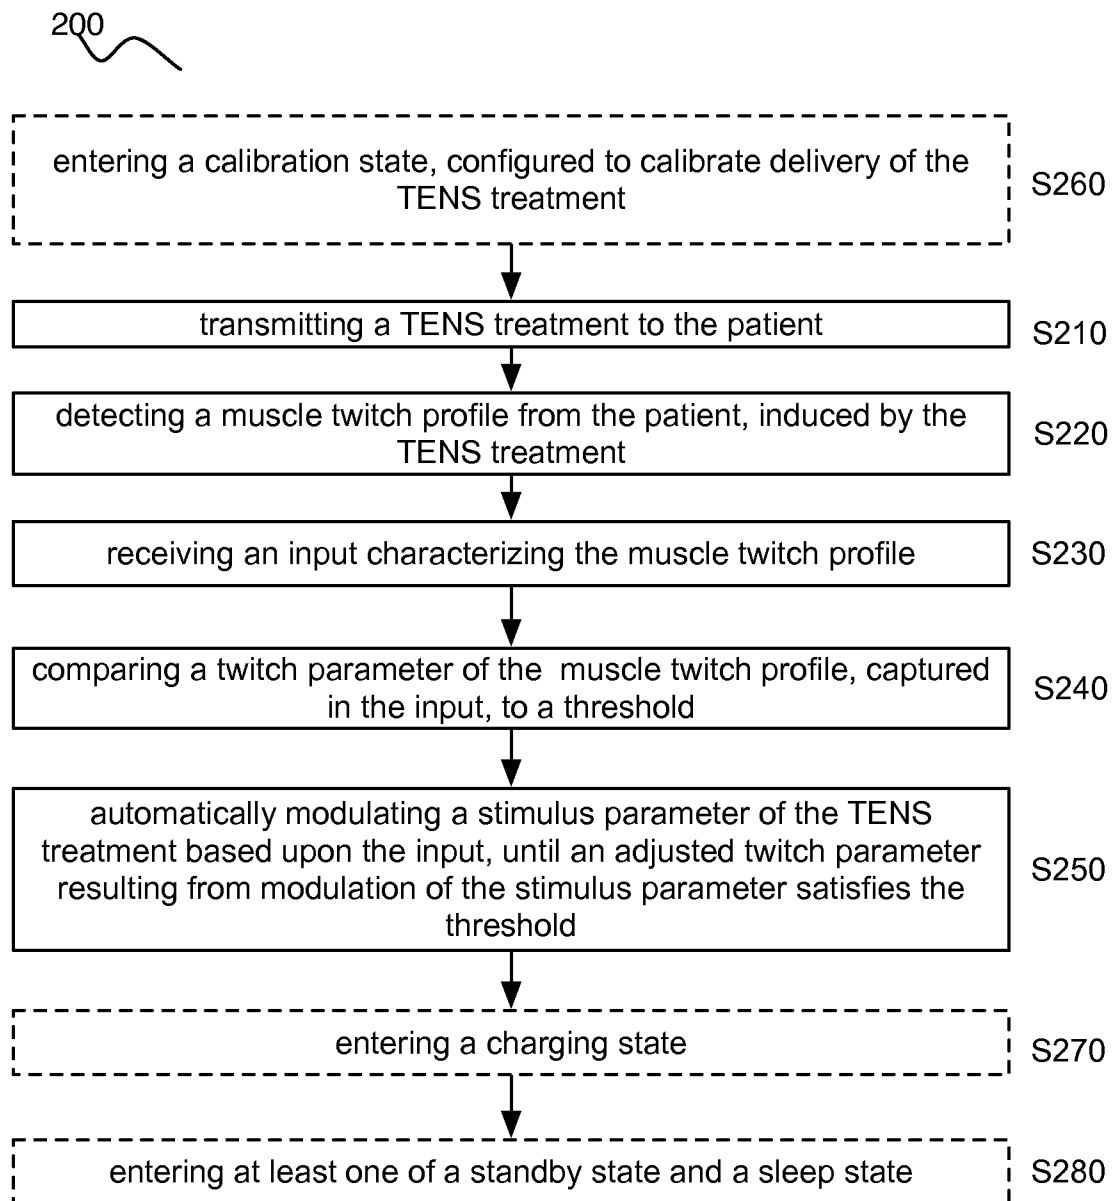 200
entering a calibration state, configured to calibrate delivery of the
TENS treatment
S260
transmitting a TENS treatment to the patient
S210
detecting a muscle twitch profile from the patient, induced by the
TENS treatment
S220
receiving an input characterizing the muscle twitch profile
S230
comparing a twitch parameter of the muscle twitch profile, captured
in the input, to a threshold
S240
automatically modulating a stimulus parameter of the TENS
treatment based upon the input, until an adjusted twitch parameter
resulting from modulation of the stimulus parameter satisfies the
threshold
S250
entering a charging state
S270
entering at least one of a standby state and a sleep state
S280